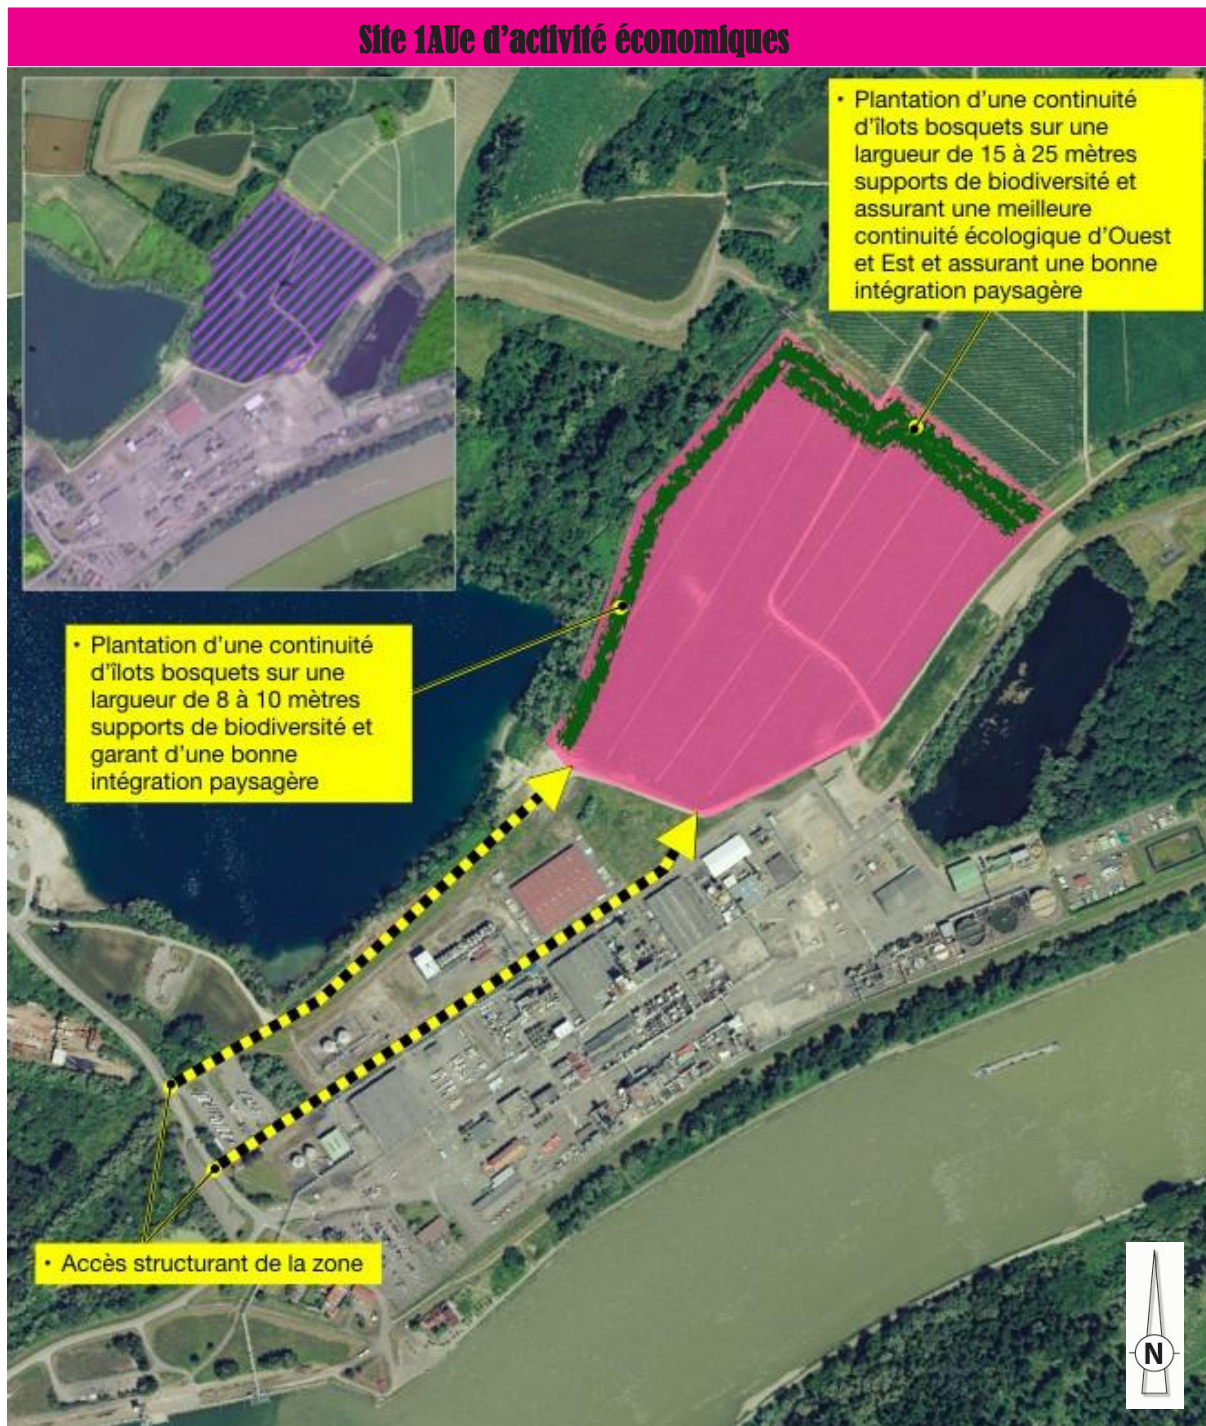 Site 1AUe d'activité économiques
• Plantation d'une continuité
d'îlots bosquets sur une
largueur de 15 à 25 mètres
supports de biodiversité et
assurant une meilleure
continuité écologique d'Ouest
et Est et assurant une bonne
intégration paysagère
• Plantation d'une continuité
d'îlots bosquets sur une
largueur de 8 à 10 mètres
supports de biodiversité et
garant d'une bonne
intégration paysagère
• Accès structurant de la zone
N